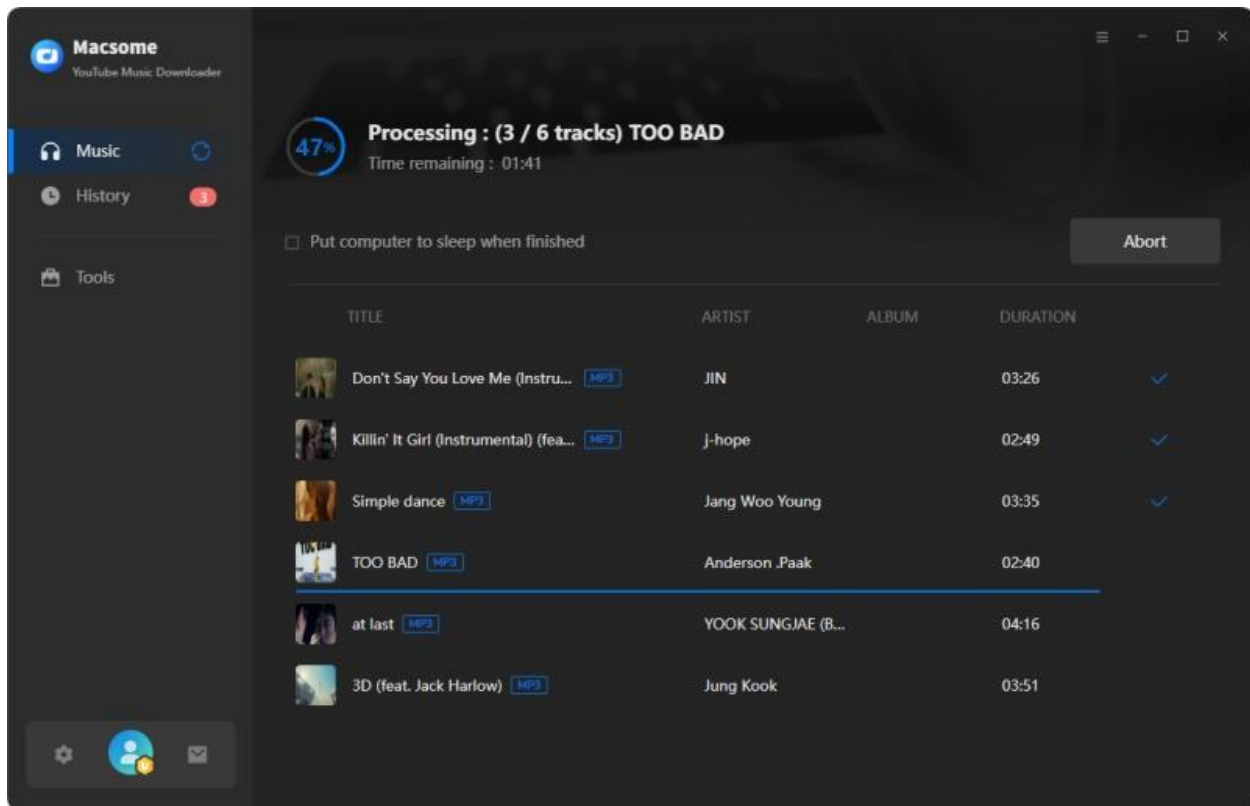 Macsome
YouTube Music Downloader
Music
History 3
Tools
47%
Processing : (3 / 6 tracks) TOO BAD
Time remaining : 01:41
Put computer to sleep when finished
Abort
TITLE ARTIST ALBUM DURATION
Don't Say You Love Me (Instru... MP3 JIN 03:26
Killin' It Girl (Instrumental) (fea... MP3 j-hope 02:49
Simple dance MP3 Jang Woo Young 03:35
TOO BAD MP3 Anderson .Paak 02:40
at last MP3 YOOK SUNGJAE (B... 04:16
3D (feat. Jack Harlow) MP3 Jung Kook 03:51